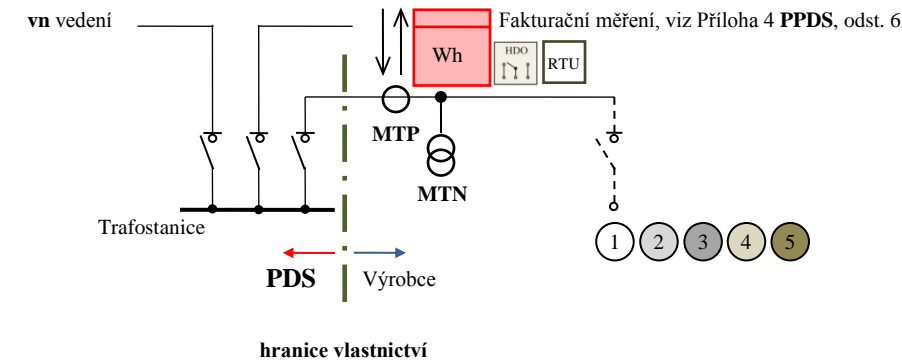 vn vedení
Fakturační měření, viz Příloha 4 PPDS, odst. 6
Wh
HDO
RTU
MTP
MTN
Trafostanice
1 2 3 4 5
PDS Výrobce
hranice vlastnictví